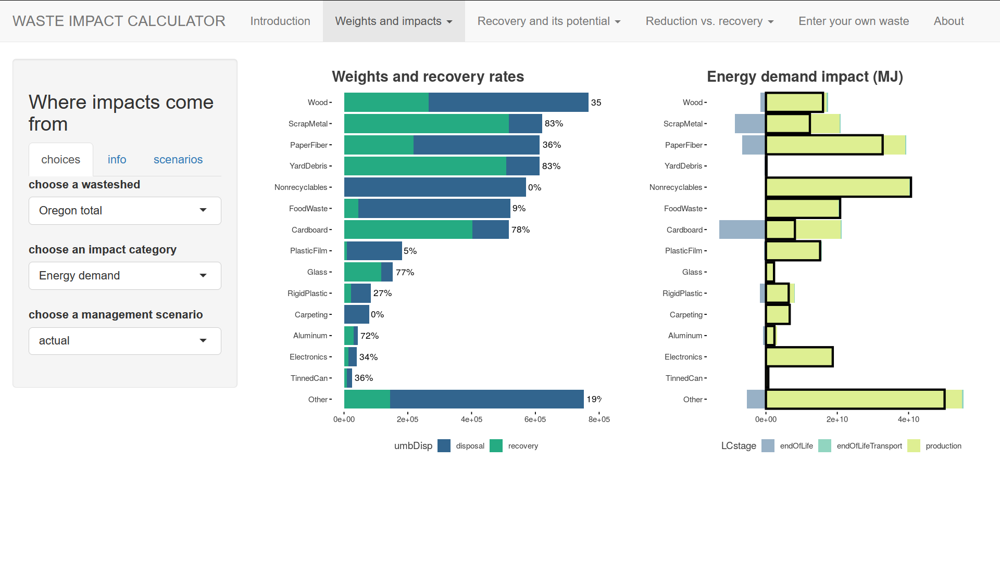 WASTE IMPACT CALCULATOR Introduction Weights and impacts Recovery and its potential Reduction vs. recovery Enter your own waste About
Where impacts come
from
choices info scenarios
choose a wasteshed
Oregon total
choose an impact category
Energy demand
choose a management scenario
actual
Weights and recovery rates
Wood 35
ScrapMetal 83%
PaperFiber 36%
YardDebris 83%
Nonrecyclables 0%
FoodWaste 9%
Cardboard 78%
PlasticFilm 5%
Glass 77%
RigidPlastic 27%
Carpeting 0%
Aluminum 72%
Electronics 34%
TinnedCan 36%
Other 19%
0e+00 2e+05 4e+05 6e+05 8e+05
umbDisp disposal recovery
Energy demand impact (MJ)
Wood
ScrapMetal
PaperFiber
YardDebris
Nonrecyclables
FoodWaste
Cardboard
PlasticFilm
Glass
RigidPlastic
Carpeting
Aluminum
Electronics
TinnedCan
Other
0e+00 2e+10 4e+10
LCstage endOfLife endOfLifeTransport production